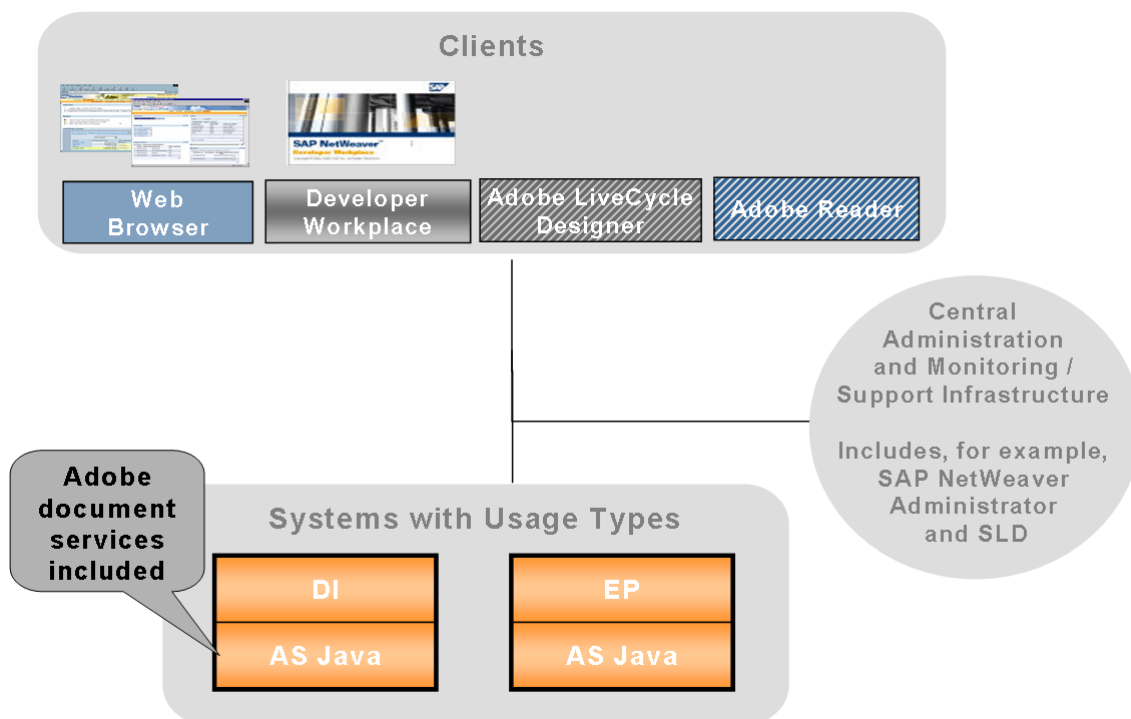 Clients
SAP
SAP NetWeaver™
Developer Workplace
Web
Browser
Developer
Workplace
Adobe LiveCycle
Designer
Adobe Reader
Central
Administration
and Monitoring /
Support Infrastructure
Includes, for example,
SAP NetWeaver
Administrator
and SLD
Adobe
document
services
included
Systems with Usage Types
DI
EP
AS Java
AS Java